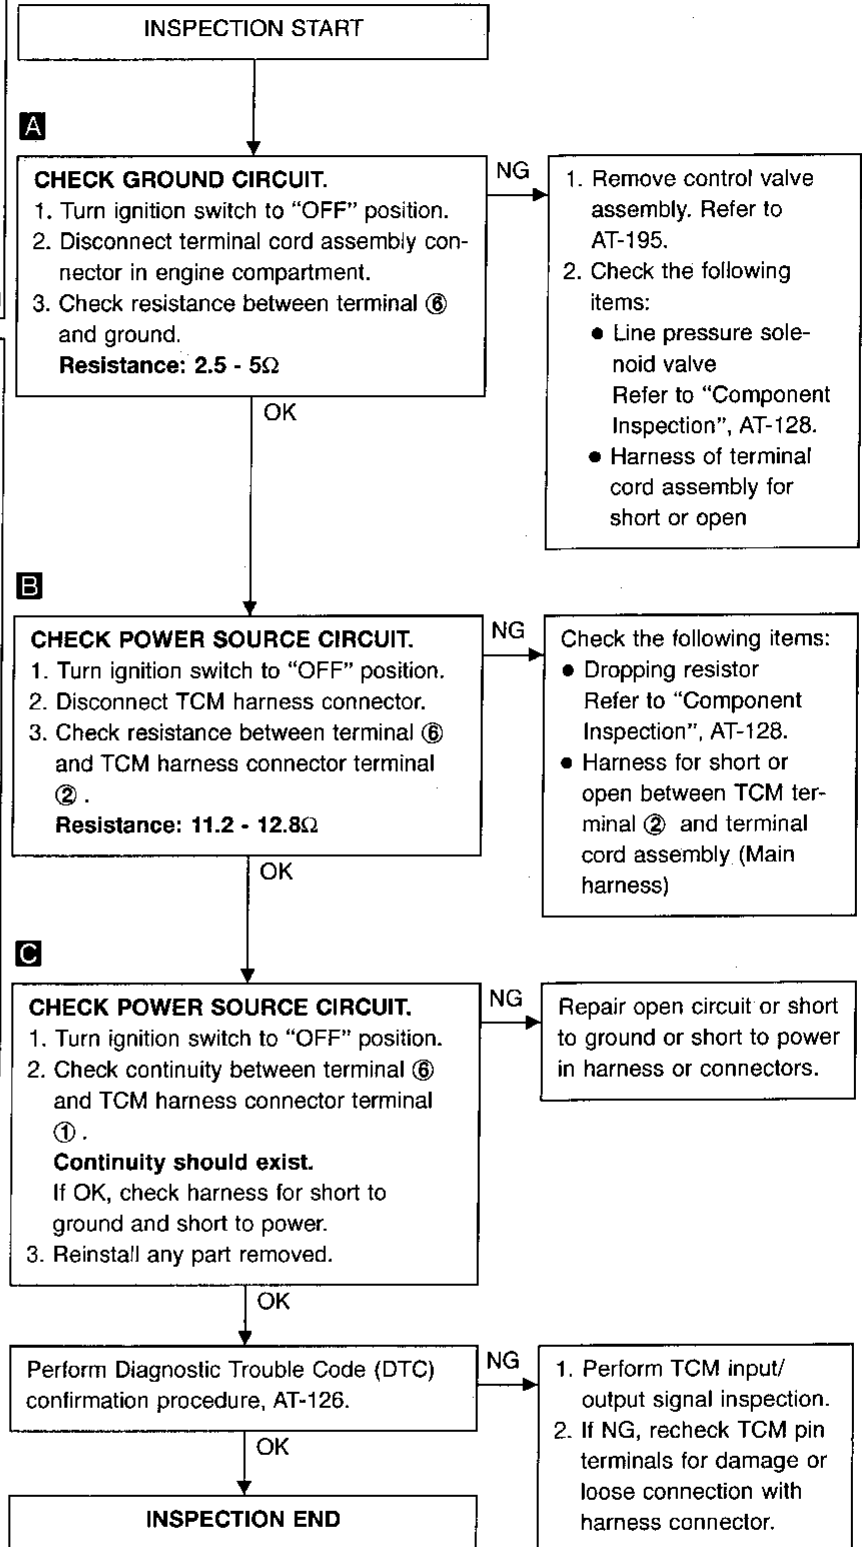 INSPECTION START
A
CHECK GROUND CIRCUIT.
1. Turn ignition switch to “OFF” position.
2. Disconnect terminal cord assembly con-
nector in engine compartment.
3. Check resistance between terminal ⑥
and ground.
Resistance: 2.5 - 5Ω
NG
1. Remove control valve
assembly. Refer to
AT-195.
2. Check the following
items:
● Line pressure sole-
noid valve
Refer to “Component
Inspection”, AT-128.
● Harness of terminal
cord assembly for
short or open
OK
B
CHECK POWER SOURCE CIRCUIT.
1. Turn ignition switch to “OFF” position.
2. Disconnect TCM harness connector.
3. Check resistance between terminal ⑥
and TCM harness connector terminal
② .
Resistance: 11.2 - 12.8Ω
NG
Check the following items:
● Dropping resistor
Refer to “Component
Inspection”, AT-128.
● Harness for short or
open between TCM ter-
minal ② and terminal
cord assembly (Main
harness)
OK
C
CHECK POWER SOURCE CIRCUIT.
1. Turn ignition switch to “OFF” position.
2. Check continuity between terminal ⑥
and TCM harness connector terminal
① .
Continuity should exist.
If OK, check harness for short to
ground and short to power.
3. Reinstall any part removed.
NG
Repair open circuit or short
to ground or short to power
in harness or connectors.
OK
Perform Diagnostic Trouble Code (DTC)
confirmation procedure, AT-126.
NG
1. Perform TCM input/
output signal inspection.
2. If NG, recheck TCM pin
terminals for damage or
loose connection with
harness connector.
OK
INSPECTION END